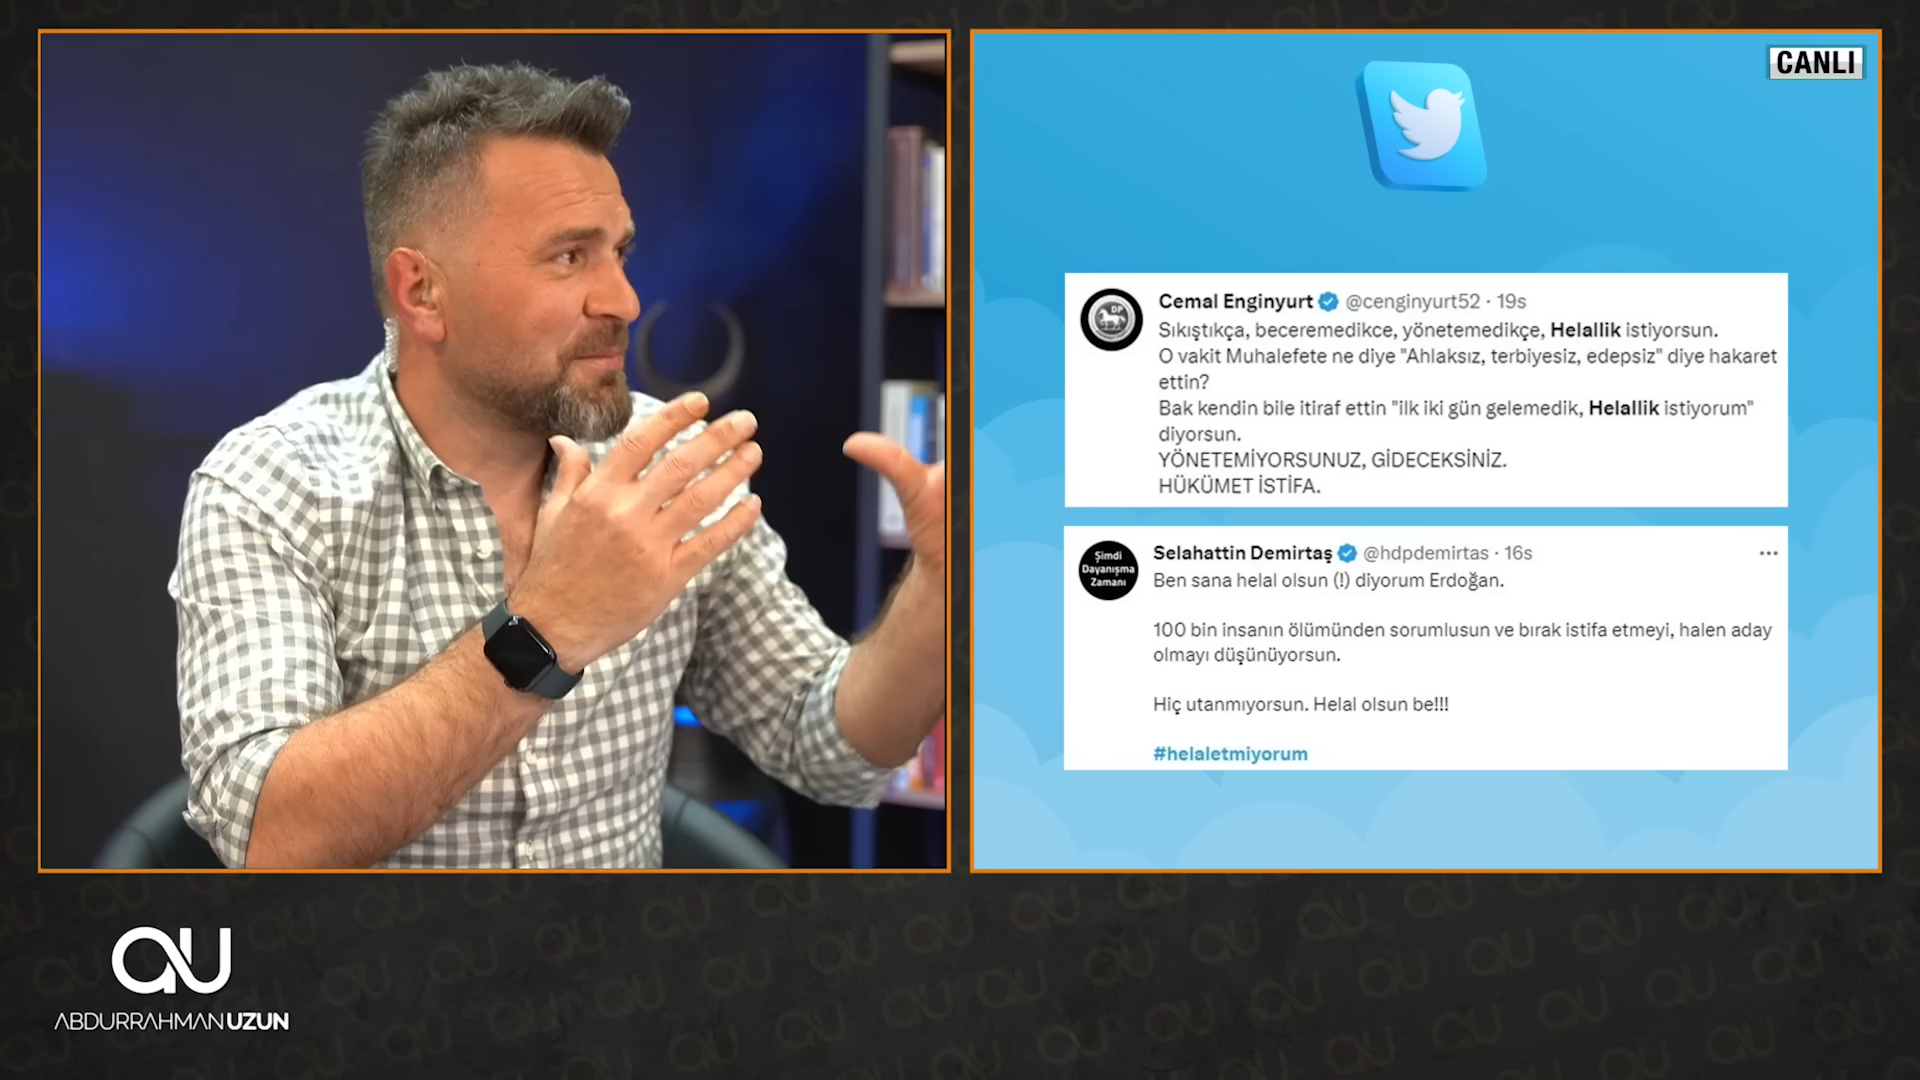 CANLI
Cemal Enginyurt @cenginyurt52 · 19s
Sıkıştıkça, beceremedikce, yönetemedikçe, Helallik istiyorsun.
O vakit Muhalefete ne diye "Ahlaksız, terbiyesiz, edepsiz" diye hakaret
ettin?
Bak kendin bile itiraf ettin "ilk iki gün gelemedik, Helallik istiyorum"
diyorsun.
YÖNETEMİYORSUNUZ, GİDECEKSİNİZ.
HÜKÜMET İSTİFA.
DP
Selahattin Demirtaş @hdpdemirtas · 16s
Şimdi
Dayanışma
Zamanı
Ben sana helal olsun (!) diyorum Erdoğan.
100 bin insanın ölümünden sorumlusun ve bırak istifa etmeyi, halen aday
olmayı düşünüyorsun.
Hiç utanmıyorsun. Helal olsun be!!!
#helaletmiyorum
AU
ABDURRAHMAN UZUN